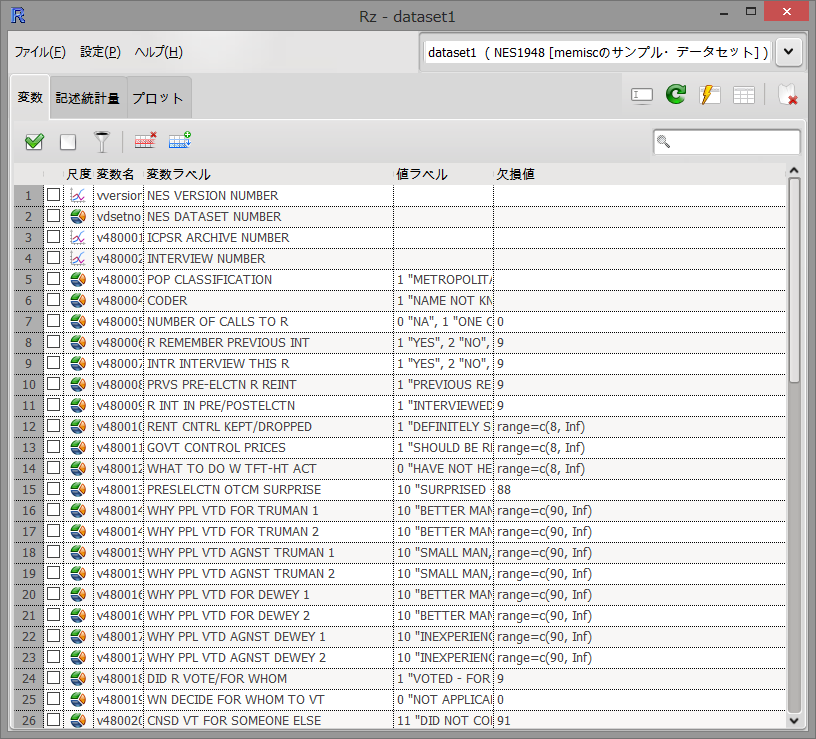 Rz - dataset1
ファイル(F) 設定(P) ヘルプ(H)
dataset1 ( NES1948 [memiscのサンプル・データセット] )
変数 記述統計量 プロット
尺度 変数名 変数ラベル 値ラベル 欠損値
1 vversion NES VERSION NUMBER
2 vdsetno NES DATASET NUMBER
3 v480001 ICPSR ARCHIVE NUMBER
4 v480002 INTERVIEW NUMBER
5 v480003 POP CLASSIFICATION 1 "METROPOLITA
6 v480004 CODER 1 "NAME NOT KN
7 v480005 NUMBER OF CALLS TO R 0 "NA", 1 "ONE C 0
8 v480006 R REMEMBER PREVIOUS INT 1 "YES", 2 "NO", 9
9 v480007 INTR INTERVIEW THIS R 1 "YES", 2 "NO", 9
10 v480008 PRVS PRE-ELCTN R REINT 1 "PREVIOUS RE 9
11 v480009 R INT IN PRE/POSTELCTN 1 "INTERVIEWED 9
12 v480010 RENT CNTRL KEPT/DROPPED 1 "DEFINITELY S range=c(8, Inf)
13 v480011 GOVT CONTROL PRICES 1 "SHOULD BE RE range=c(8, Inf)
14 v480012 WHAT TO DO W TFT-HT ACT 0 "HAVE NOT HE range=c(8, Inf)
15 v480013 PRESLELCTN OTCM SURPRISE 10 "SURPRISED - 88
16 v480014 WHY PPL VTD FOR TRUMAN 1 10 "BETTER MAN range=c(90, Inf)
17 v480014 WHY PPL VTD FOR TRUMAN 2 10 "BETTER MAN range=c(90, Inf)
18 v480015 WHY PPL VTD AGNST TRUMAN 1 10 "SMALL MAN, range=c(90, Inf)
19 v480015 WHY PPL VTD AGNST TRUMAN 2 10 "SMALL MAN, range=c(90, Inf)
20 v480016 WHY PPL VTD FOR DEWEY 1 10 "BETTER MAN range=c(90, Inf)
21 v480016 WHY PPL VTD FOR DEWEY 2 10 "BETTER MAN range=c(90, Inf)
22 v480017 WHY PPL VTD AGNST DEWEY 1 10 "INEXPERIENC range=c(90, Inf)
23 v480017 WHY PPL VTD AGNST DEWEY 2 10 "INEXPERIENC range=c(90, Inf)
24 v480018 DID R VOTE/FOR WHOM 1 "VOTED - FOR 9
25 v480019 WN DECIDE FOR WHOM TO VT 0 "NOT APPLICA 0
26 v480020 CNSD VT FOR SOMEONE ELSE 11 "DID NOT CO 91